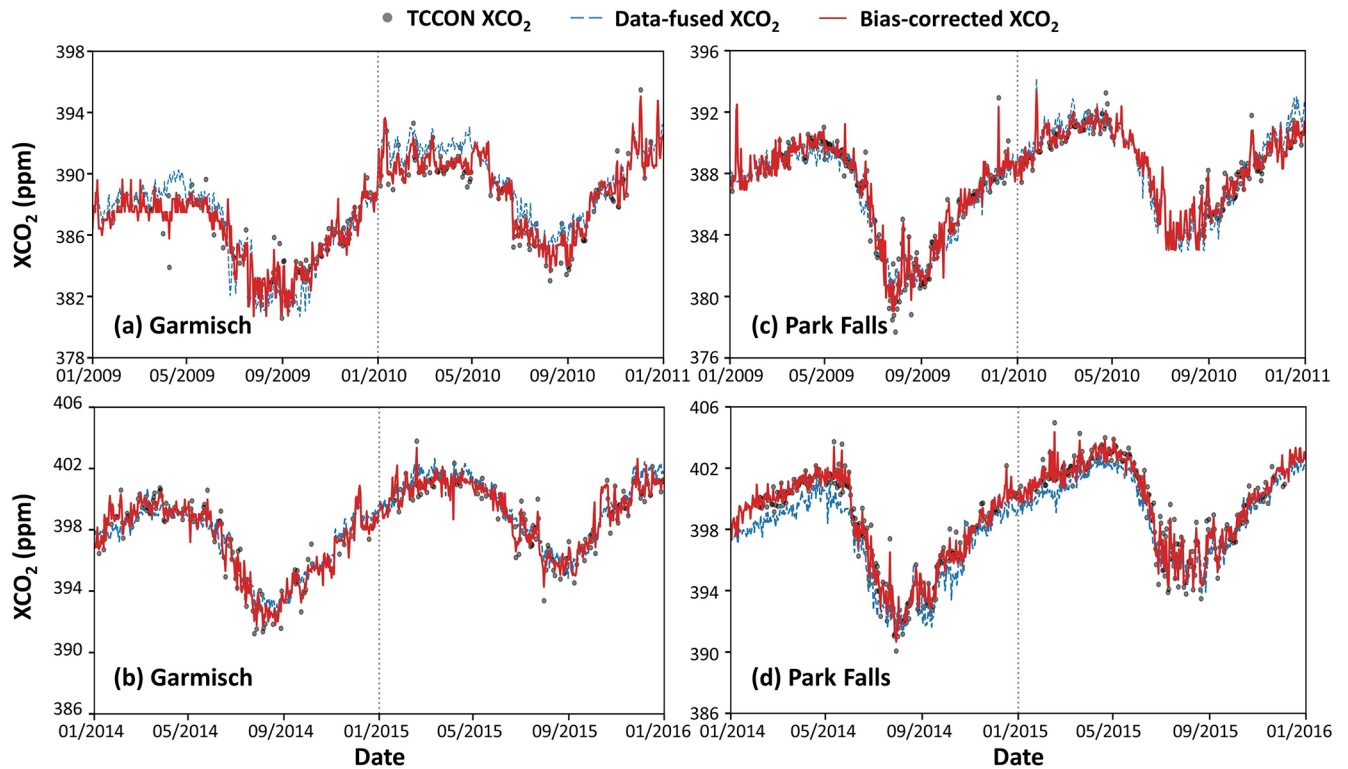 TCCON XCO2 Data-fused XCO2 Bias-corrected XCO2
XCO2 (ppm)
398
394
390
386
382
378
(a) Garmisch
01/2009 05/2009 09/2009 01/2010 05/2010 09/2010 01/2011
396
392
388
384
380
376
(c) Park Falls
01/2009 05/2009 09/2009 01/2010 05/2010 09/2010 01/2011
XCO2 (ppm)
406
402
398
394
390
386
(b) Garmisch
01/2014 05/2014 09/2014 01/2015 05/2015 09/2015 01/2016
Date
406
402
398
394
390
386
(d) Park Falls
01/2014 05/2014 09/2014 01/2015 05/2015 09/2015 01/2016
Date